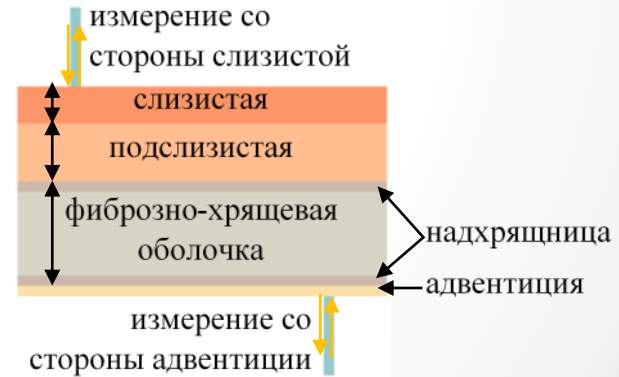 измерение со
стороны слизистой
слизистая
подслизистая
фиброзно-хрящевая
оболочка
надхрящница
адвентиция
измерение со
стороны адвентиции